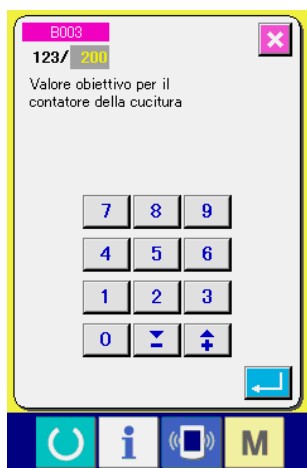 B003
123/ 200
Valore obiettivo per il
contatore della cucitura
7 8 9
4 5 6
1 2 3
0 − +
i M